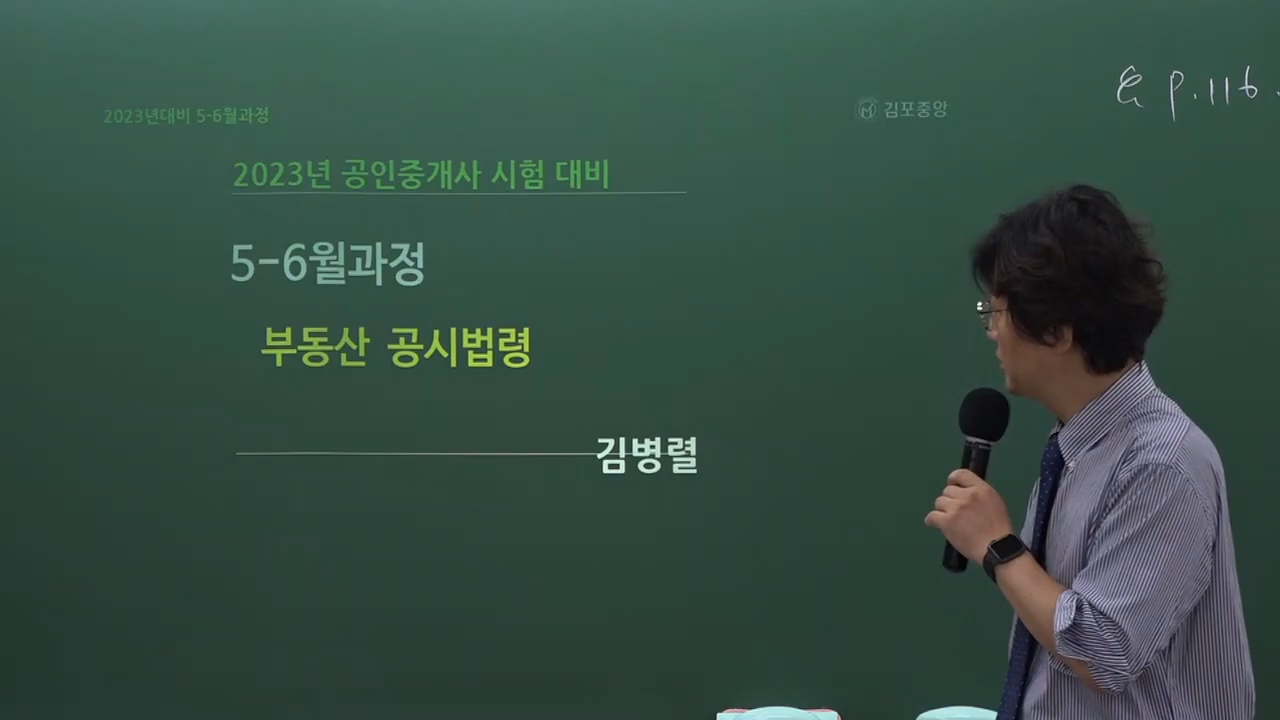 p.116.
2023년대비 5-6월과정
김포중앙
2023년 공인중개사 시험 대비
5-6월과정
부동산 공시법령
김병렬